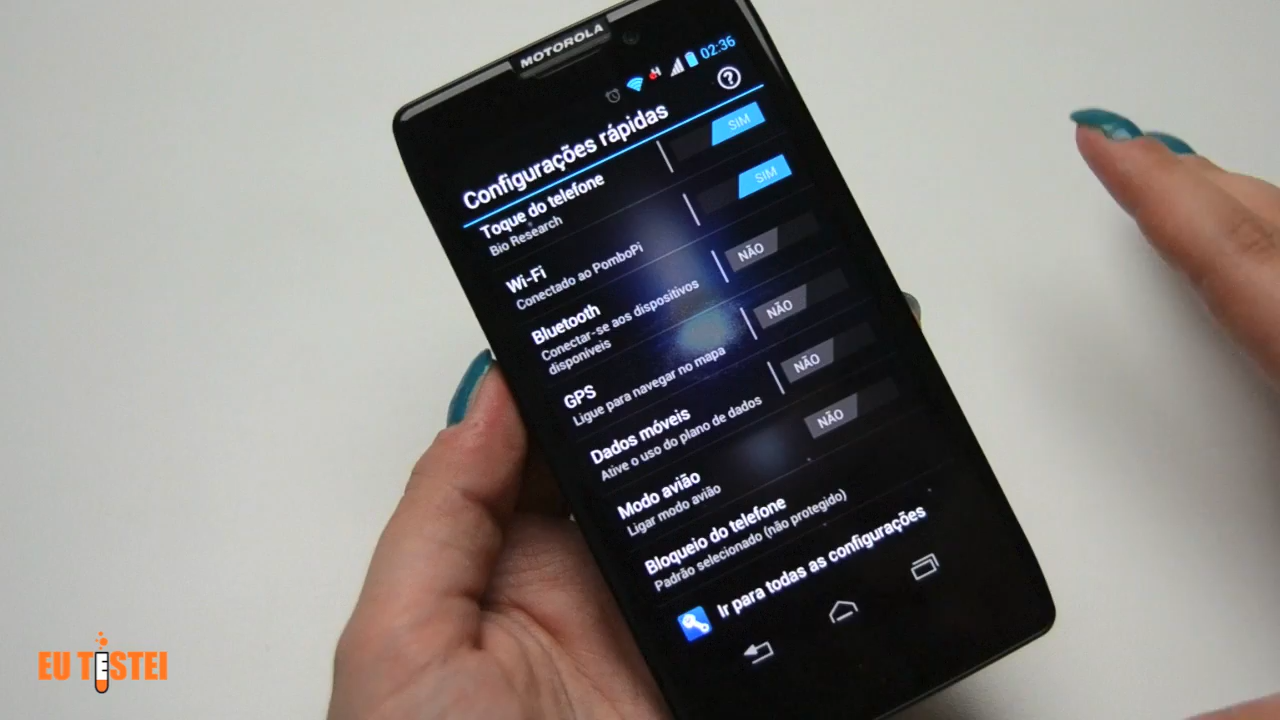 MOTOROLA
02:36
Configurações rápidas
Toque do telefone
Bio Research
SIM
Wi-Fi
Conectado ao PomboPi
SIM
Bluetooth
Conectar-se aos dispositivos
disponíveis
NÃO
GPS
Ligue para navegar no mapa
NÃO
Dados móveis
Ative o uso do plano de dados
NÃO
Modo avião
Ligar modo avião
NÃO
Bloqueio do telefone
Padrão selecionado (não protegido)
Ir para todas as configurações
EU TESTEI